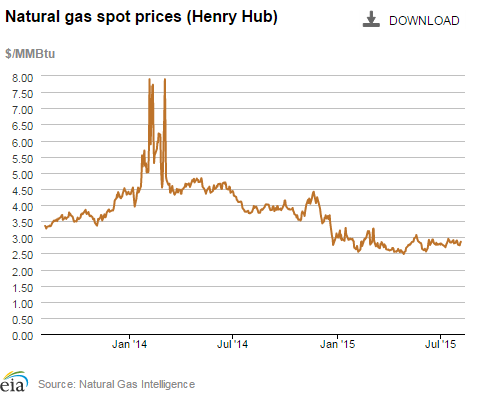 Natural gas spot prices (Henry Hub)
DOWNLOAD
$/MMBtu
8.00
7.50
7.00
6.50
6.00
5.50
5.00
4.50
4.00
3.50
3.00
2.50
2.00
1.50
1.00
0.50
0.00
Jan '14
Jul '14
Jan '15
Jul '15
eia
Source: Natural Gas Intelligence